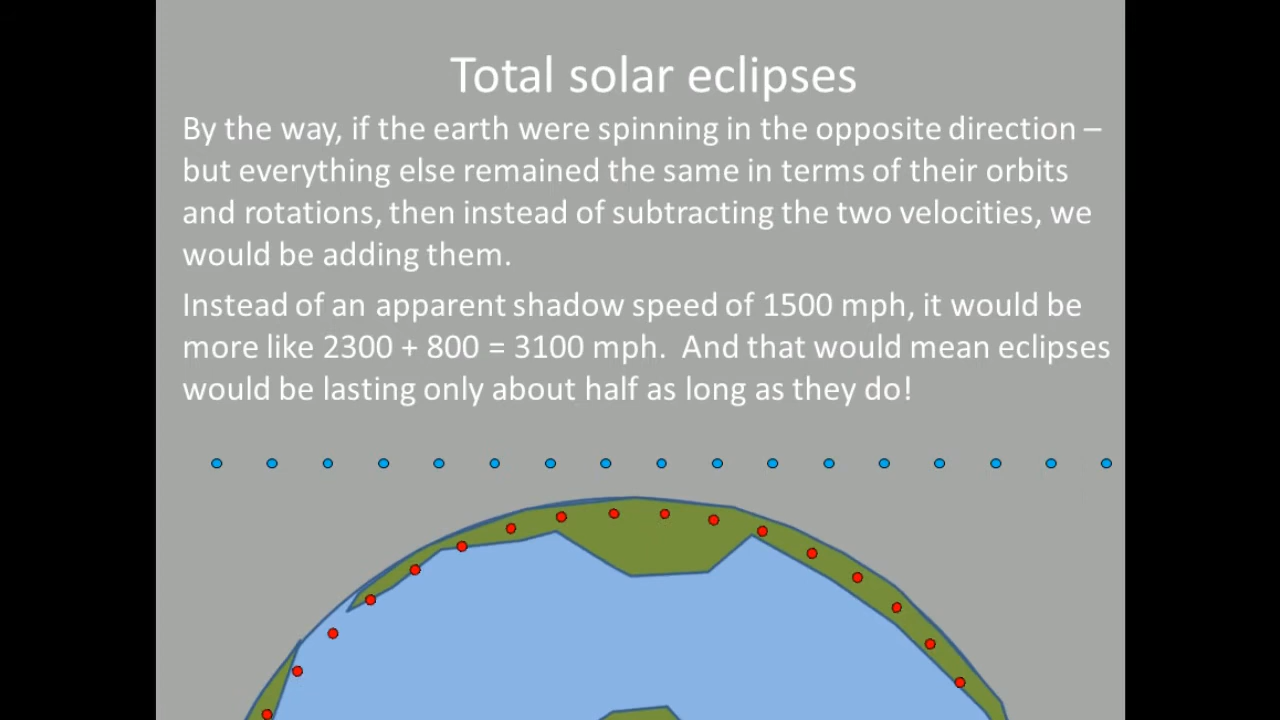 Total solar eclipses
By the way, if the earth were spinning in the opposite direction –
but everything else remained the same in terms of their orbits
and rotations, then instead of subtracting the two velocities, we
would be adding them.
Instead of an apparent shadow speed of 1500 mph, it would be
more like 2300 + 800 = 3100 mph.  And that would mean eclipses
would be lasting only about half as long as they do!